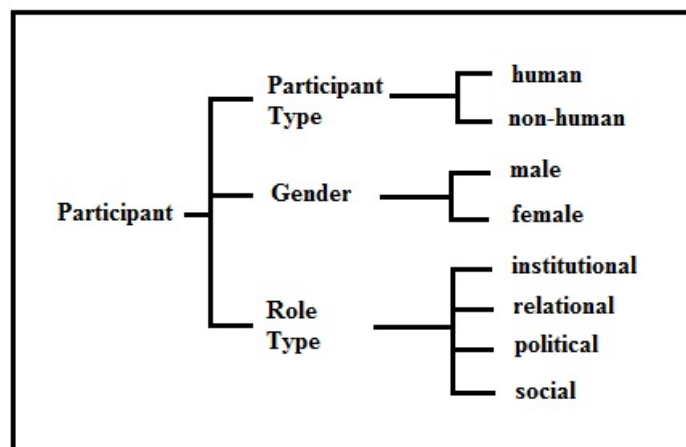 Participant
Participant
Type
human
non-human
Gender
male
female
Role
Type
institutional
relational
political
social